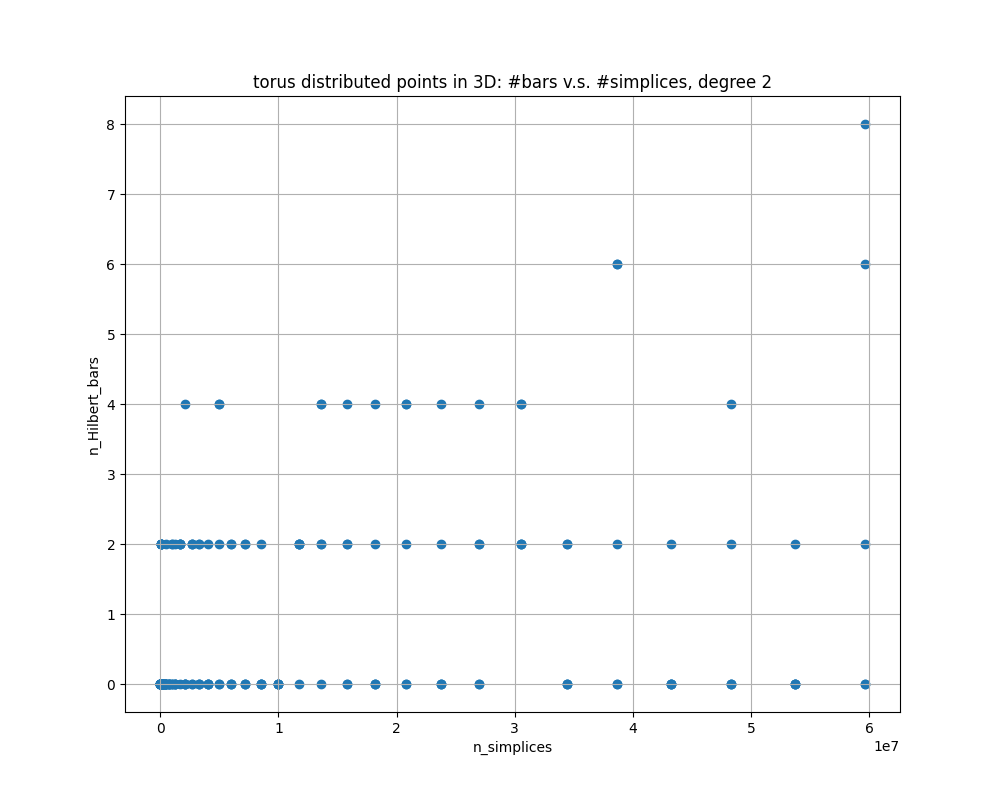 torus distributed points in 3D: #bars v.s. #simplices, degree 2
8
7
6
5
4
3
2
1
0
n_Hilbert_bars
0 1 2 3 4 5 6
1e7
n_simplices